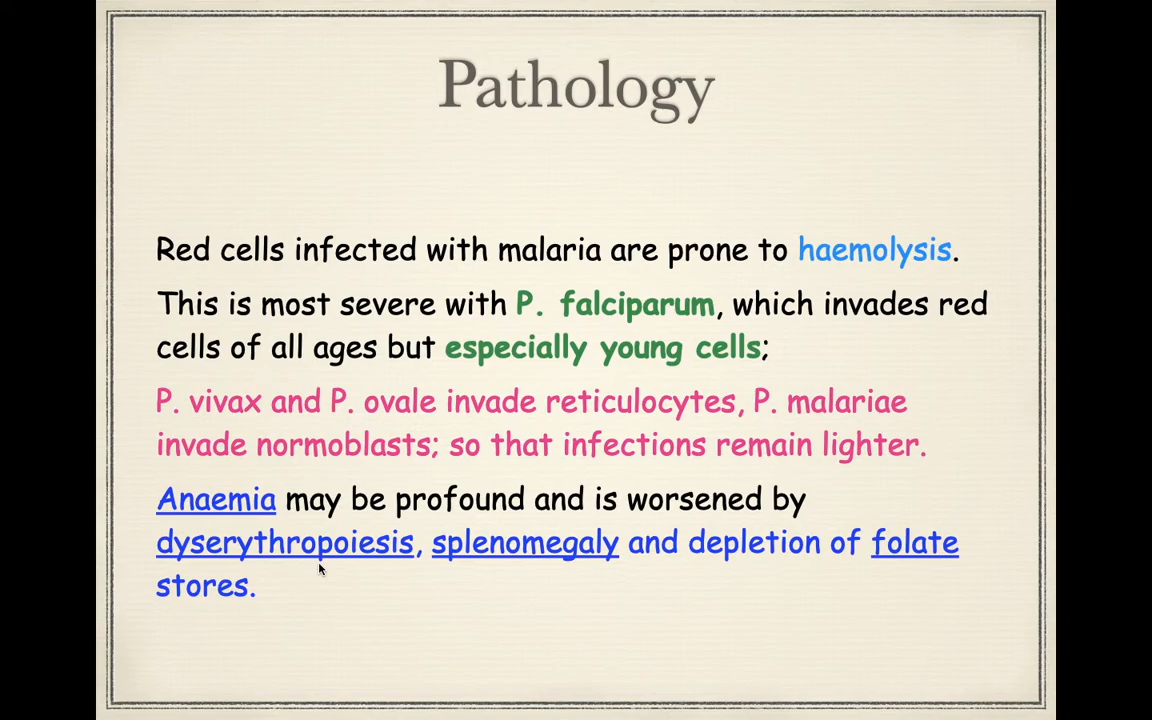 Pathology
Red cells infected with malaria are prone to haemolysis.
This is most severe with P. falciparum, which invades red
cells of all ages but especially young cells;
P. vivax and P. ovale invade reticulocytes, P. malariae
invade normoblasts; so that infections remain lighter.
Anaemia may be profound and is worsened by
dyserythropoiesis, splenomegaly and depletion of folate
stores.